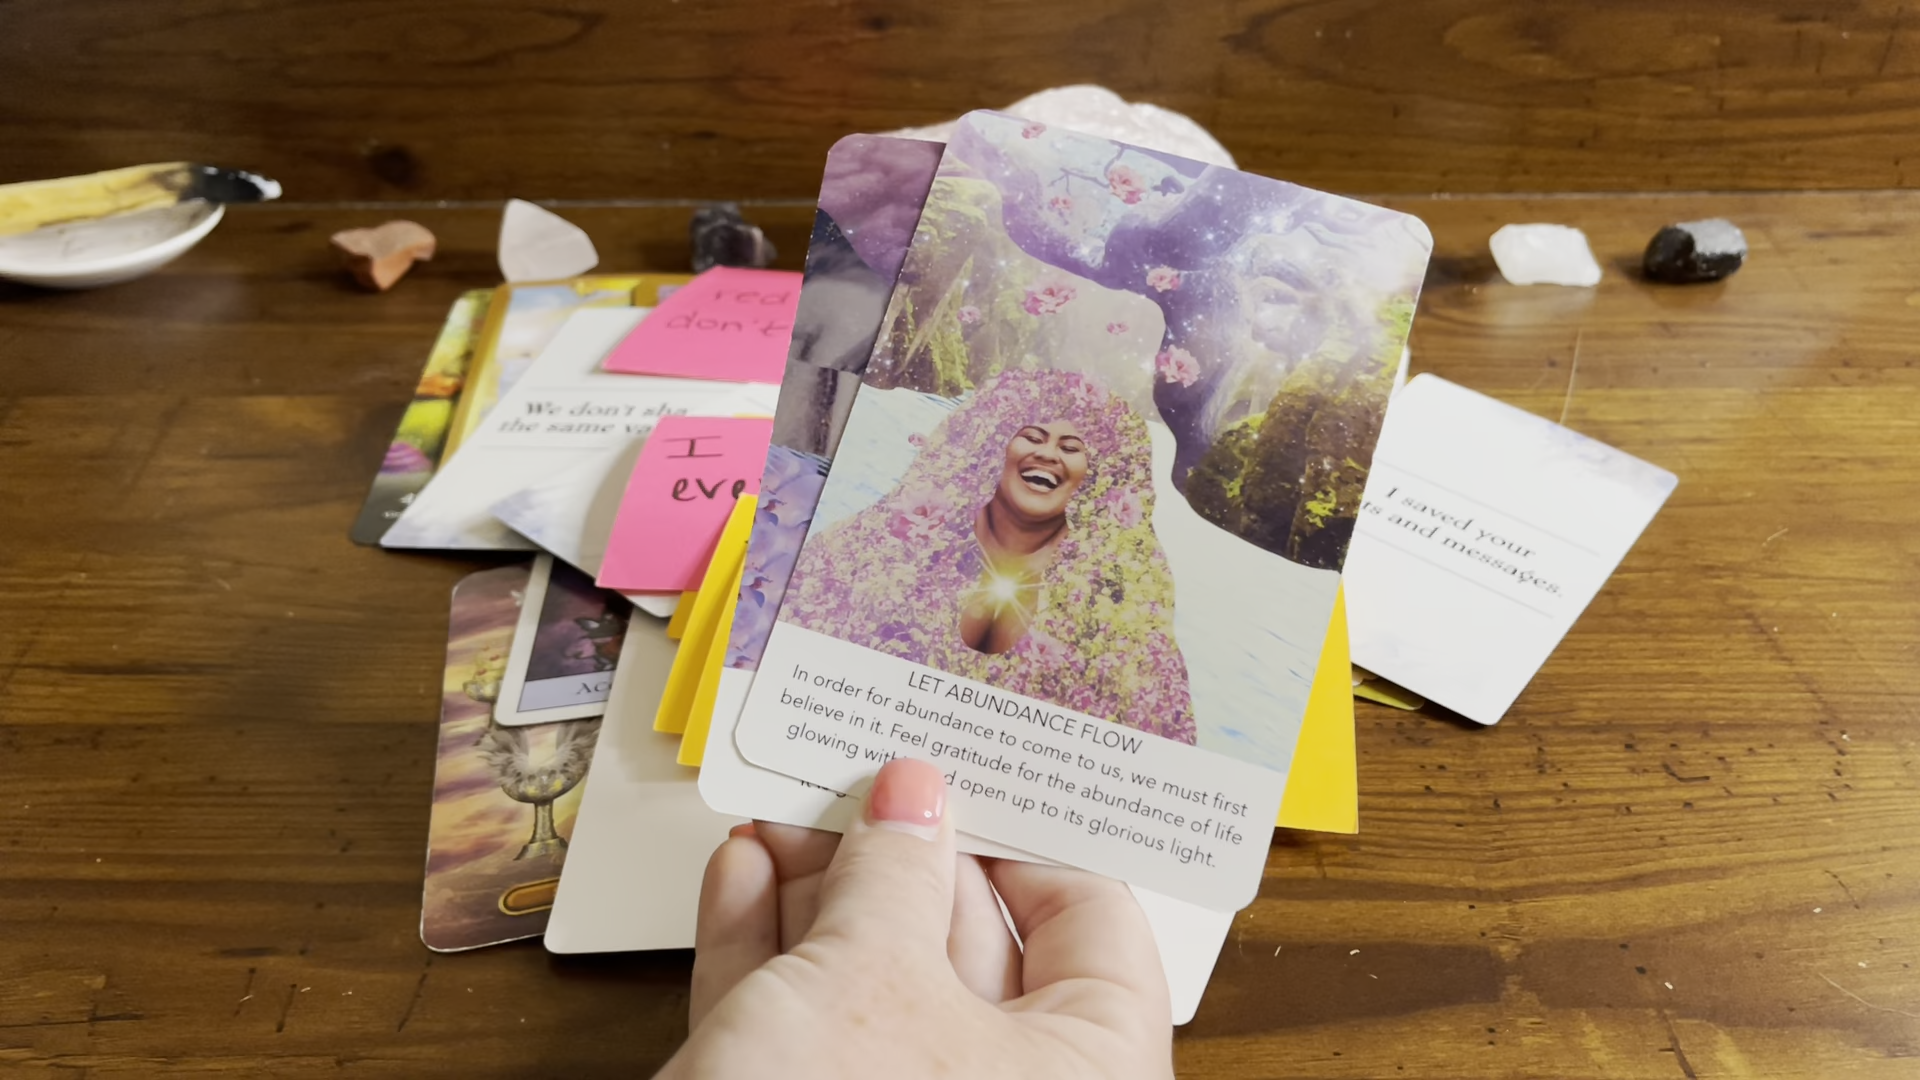 red
don't
We don't sha
the same va
I
eve
I saved your
ts and messages.
LET ABUNDANCE FLOW
In order for abundance to come to us, we must first
believe in it. Feel gratitude for the abundance of life
glowing with d open up to its glorious light.